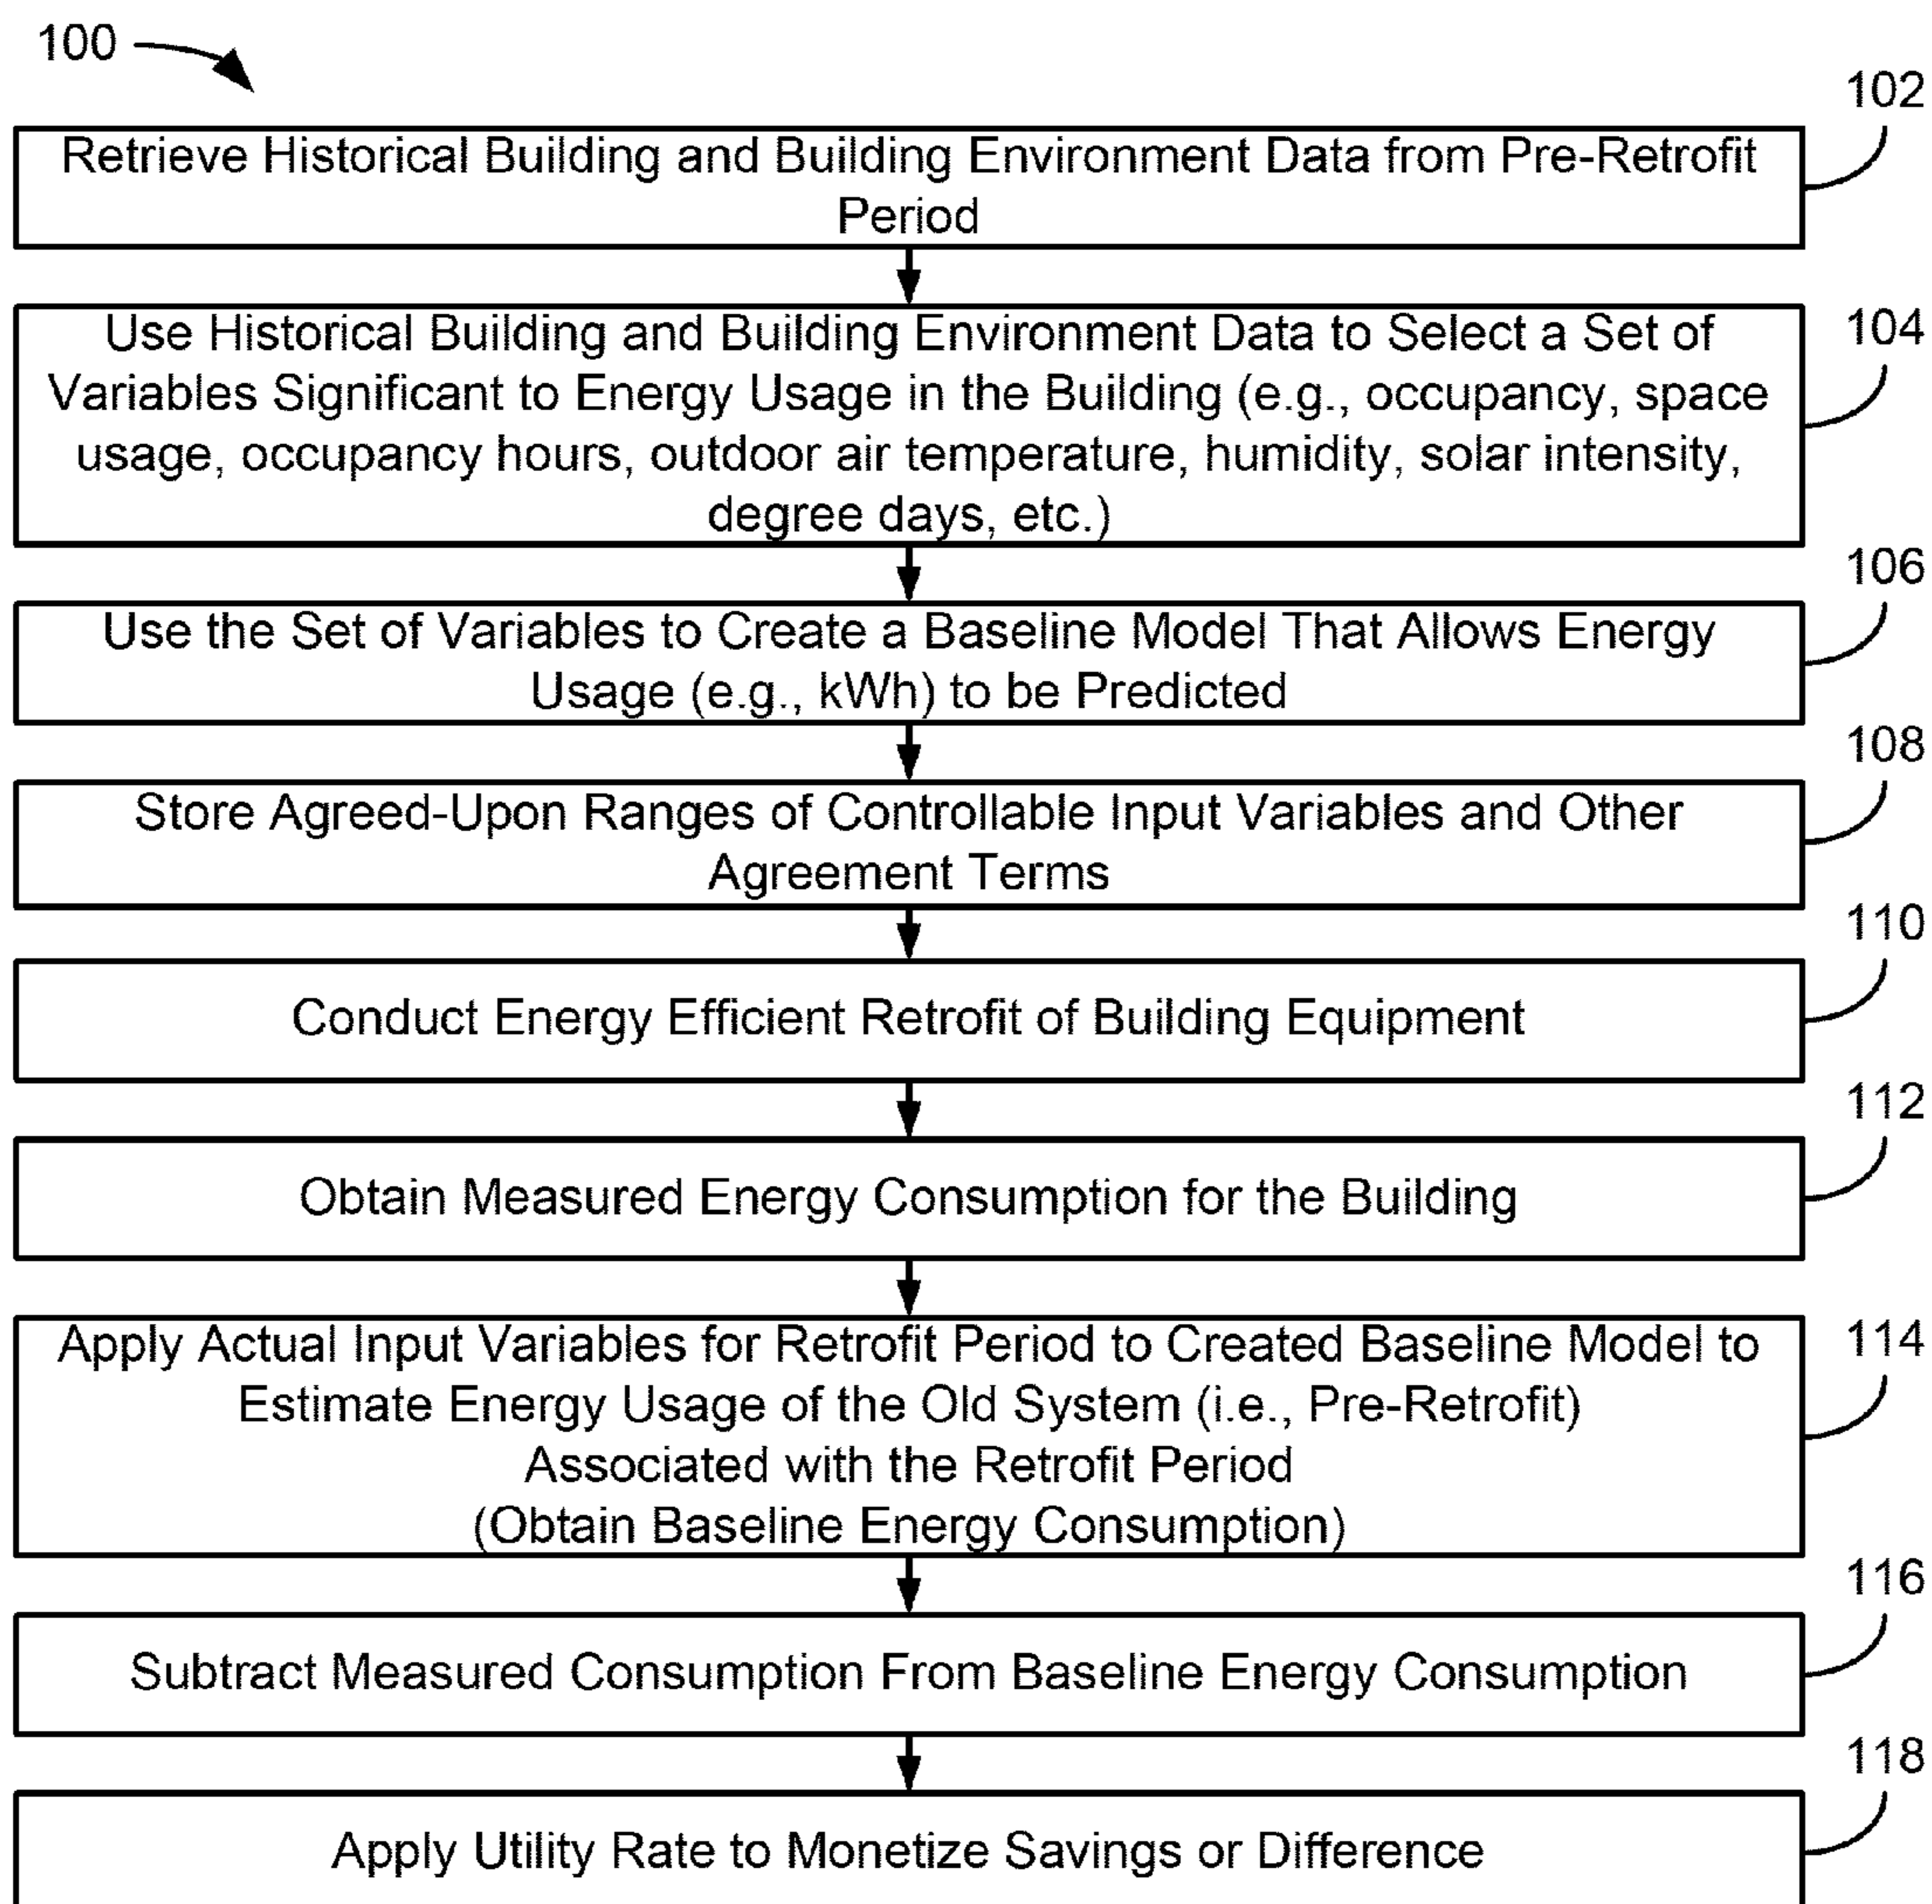 100
102
Retrieve Historical Building and Building Environment Data from Pre-Retrofit
Period
104
Use Historical Building and Building Environment Data to Select a Set of
Variables Significant to Energy Usage in the Building (e.g., occupancy, space
usage, occupancy hours, outdoor air temperature, humidity, solar intensity,
degree days, etc.)
106
Use the Set of Variables to Create a Baseline Model That Allows Energy
Usage (e.g., kWh) to be Predicted
108
Store Agreed-Upon Ranges of Controllable Input Variables and Other
Agreement Terms
110
Conduct Energy Efficient Retrofit of Building Equipment
112
Obtain Measured Energy Consumption for the Building
114
Apply Actual Input Variables for Retrofit Period to Created Baseline Model to
Estimate Energy Usage of the Old System (i.e., Pre-Retrofit)
Associated with the Retrofit Period
(Obtain Baseline Energy Consumption)
116
Subtract Measured Consumption From Baseline Energy Consumption
118
Apply Utility Rate to Monetize Savings or Difference